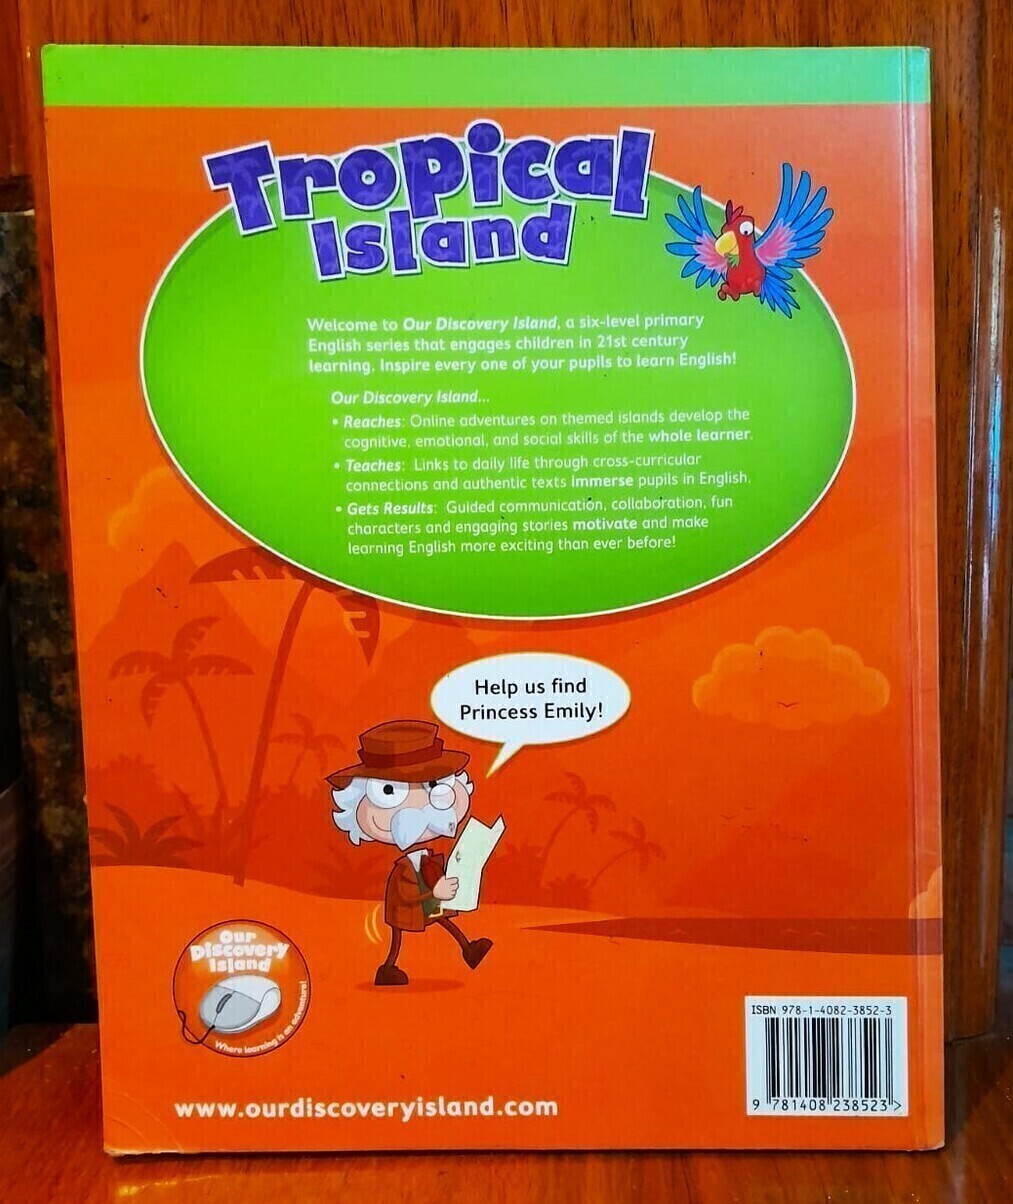 Tropical
Island
Welcome to Our Discovery Island, a six-level primary
English series that engages children in 21st century
learning. Inspire every one of your pupils to learn English!
Our Discovery Island...
• Reaches: Online adventures on themed islands develop the
cognitive, emotional, and social skills of the whole learner.
• Teaches: Links to daily life through cross-curricular
connections and authentic texts immerse pupils in English.
• Gets Results: Guided communication, collaboration, fun
characters and engaging stories motivate and make
learning English more exciting than ever before!
Help us find
Princess Emily!
Our
Discovery
Island
Where learning is an adventure!
www.ourdiscoveryisland.com
ISBN 978-1-4082-3852-3
9 781408 238523 >